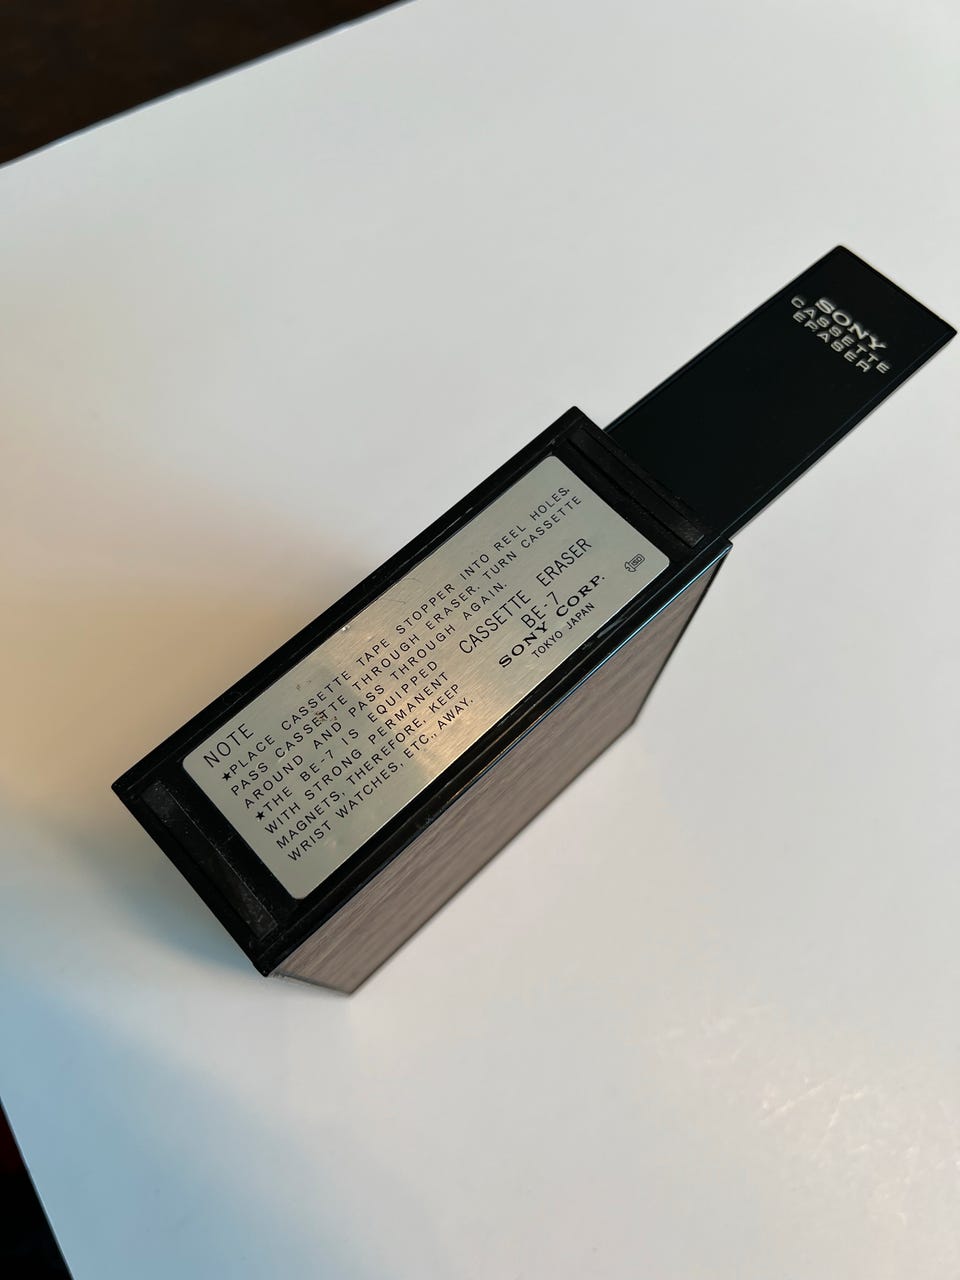 NOTE
★PLACE CASSETTE TAPE STOPPER INTO REEL HOLES.
PASS CASSETTE THROUGH ERASER. TURN CASSETTE
AROUND AND PASS THROUGH AGAIN.
★THE BE-7 IS EQUIPPED
WITH STRONG PERMANENT
MAGNETS, THEREFORE, KEEP
WRIST WATCHES, ETC., AWAY.
CASSETTE ERASER
BE-7
SONY CORP.
TOKYO JAPAN
SONY
CASSETTE
ERASER